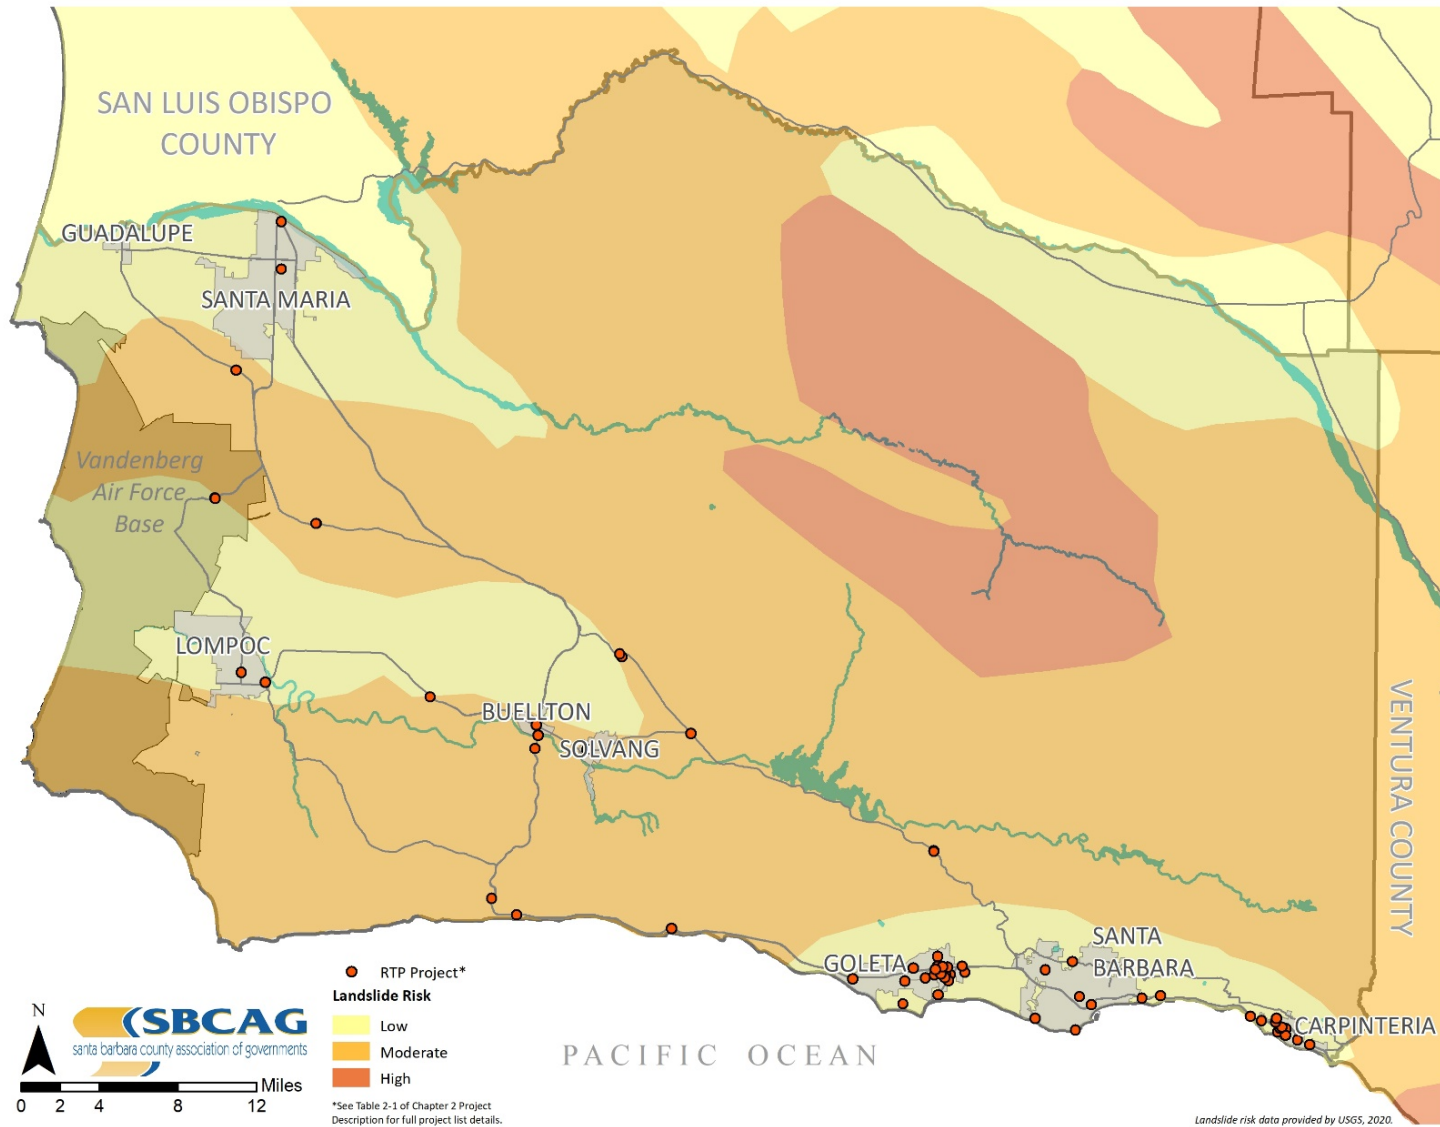 SAN LUIS OBISPO
COUNTY
GUADALUPE
SANTA MARIA
Vandenberg
Air Force
Base
LOMPOC
BUELLTON
SOLVANG
VENTURA COUNTY
SANTA
BARBARA
GOLETA
CARPINTERIA
PACIFIC OCEAN
N
SBCAG
santa barbara county association of governments
Miles
0 2 4 8 12
RTP Project*
Landslide Risk
Low
Moderate
High
*See Table 2-1 of Chapter 2 Project
Description for full project list details.
Landslide risk data provided by USGS, 2020.